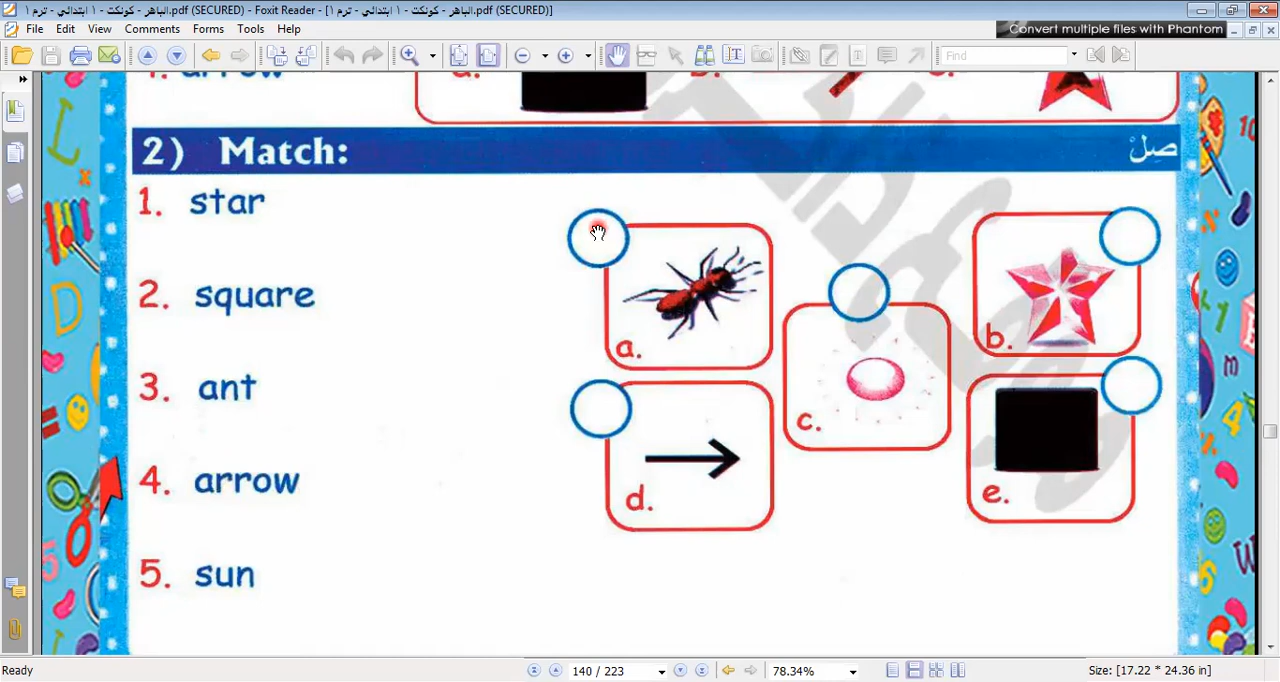 الباهر - كونكت - ١ ابتدائي - ترم ١.pdf (SECURED) - Foxit Reader - [الباهر - كونكت - ١ ابتدائي - ترم ١.pdf (SECURED)]
File Edit View Comments Forms Tools Help
Convert multiple files with Phantom
Find
arrow
2) Match: صِلْ
1. star
2. square
3. ant
4. arrow
5. sun
a.
b.
c.
d.
e.
Ready
140 / 223
78.34%
Size: [17.22 * 24.36 in]